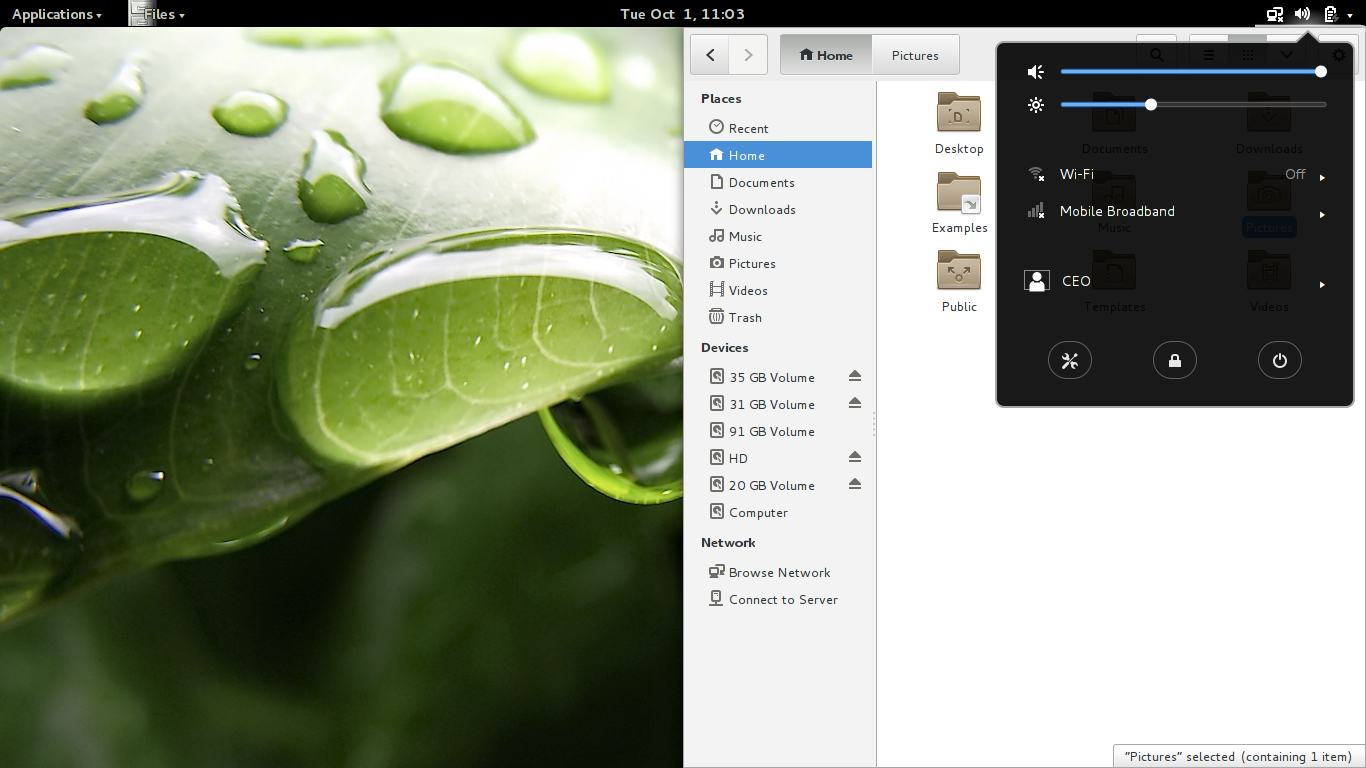 Applications
Files
Tue Oct 1, 11:03
Home
Pictures
Places
Recent
Home
Documents
Downloads
Music
Pictures
Videos
Trash
Devices
35 GB Volume
31 GB Volume
91 GB Volume
HD
20 GB Volume
Computer
Network
Browse Network
Connect to Server
Desktop
Documents
Downloads
Examples
Music
Pictures
Public
Templates
Videos
Wi-Fi
Off
Mobile Broadband
CEO
"Pictures" selected (containing 1 item)